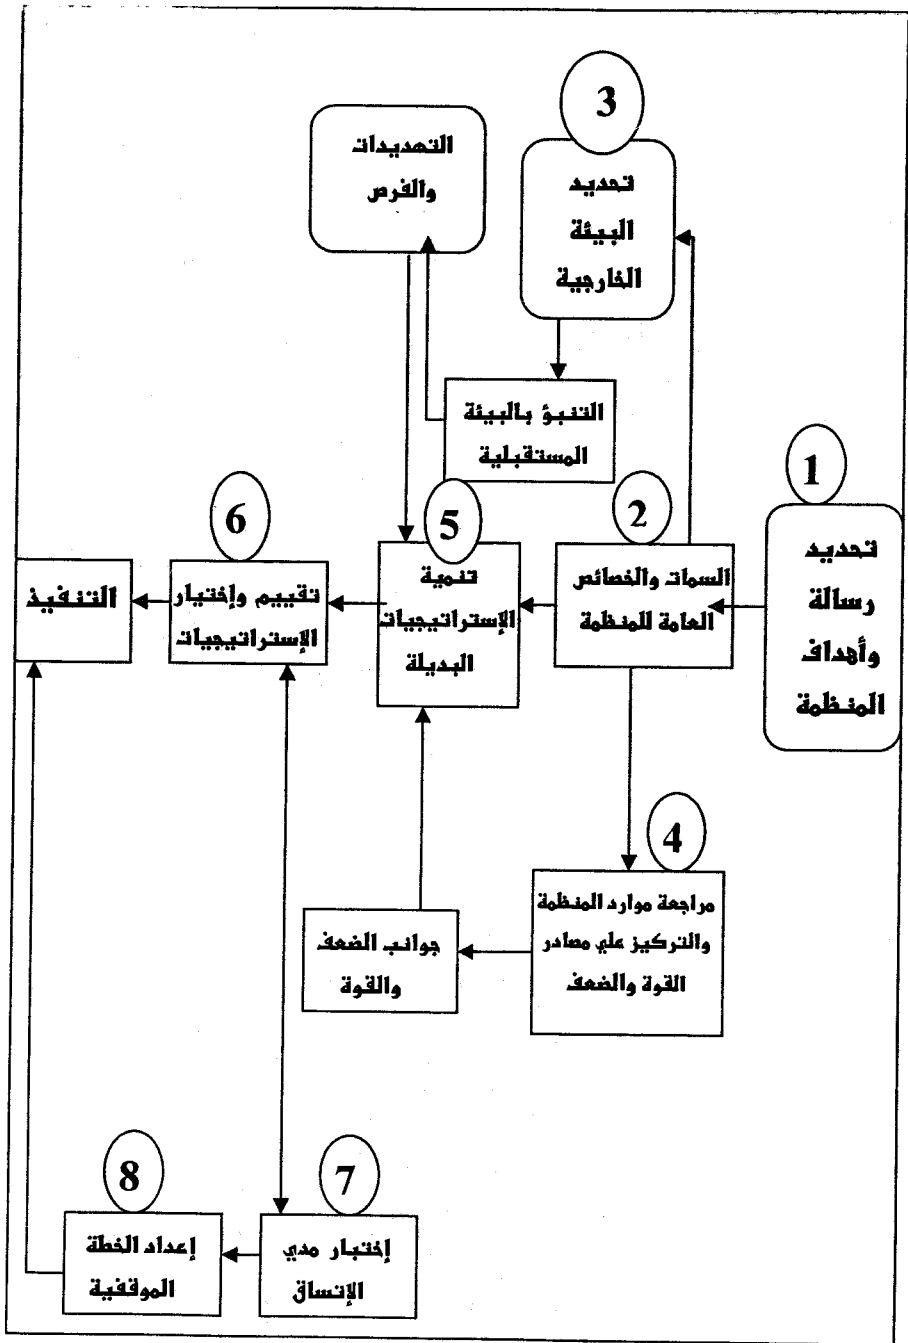 3
تحديد
البيئة
الخارجية
التهديدات
والفرص
التنبؤ بالبيئة
المستقبلية
1
تحديد
رسالة
وأهداف
المنظمة
2
السمات والخصائص
العامة للمنظمة
5
تنمية
الإستراتيجيات
البديلة
6
تقييم وإختيار
الإستراتيجيات
التنفيذ
4
مراجعة موارد المنظمة
والتركيز علي مصادر
القوة والضعف
جوانب الضعف
والقوة
7
إختبار مدي
الإتساق
8
إعداد الخطة
الموقفية